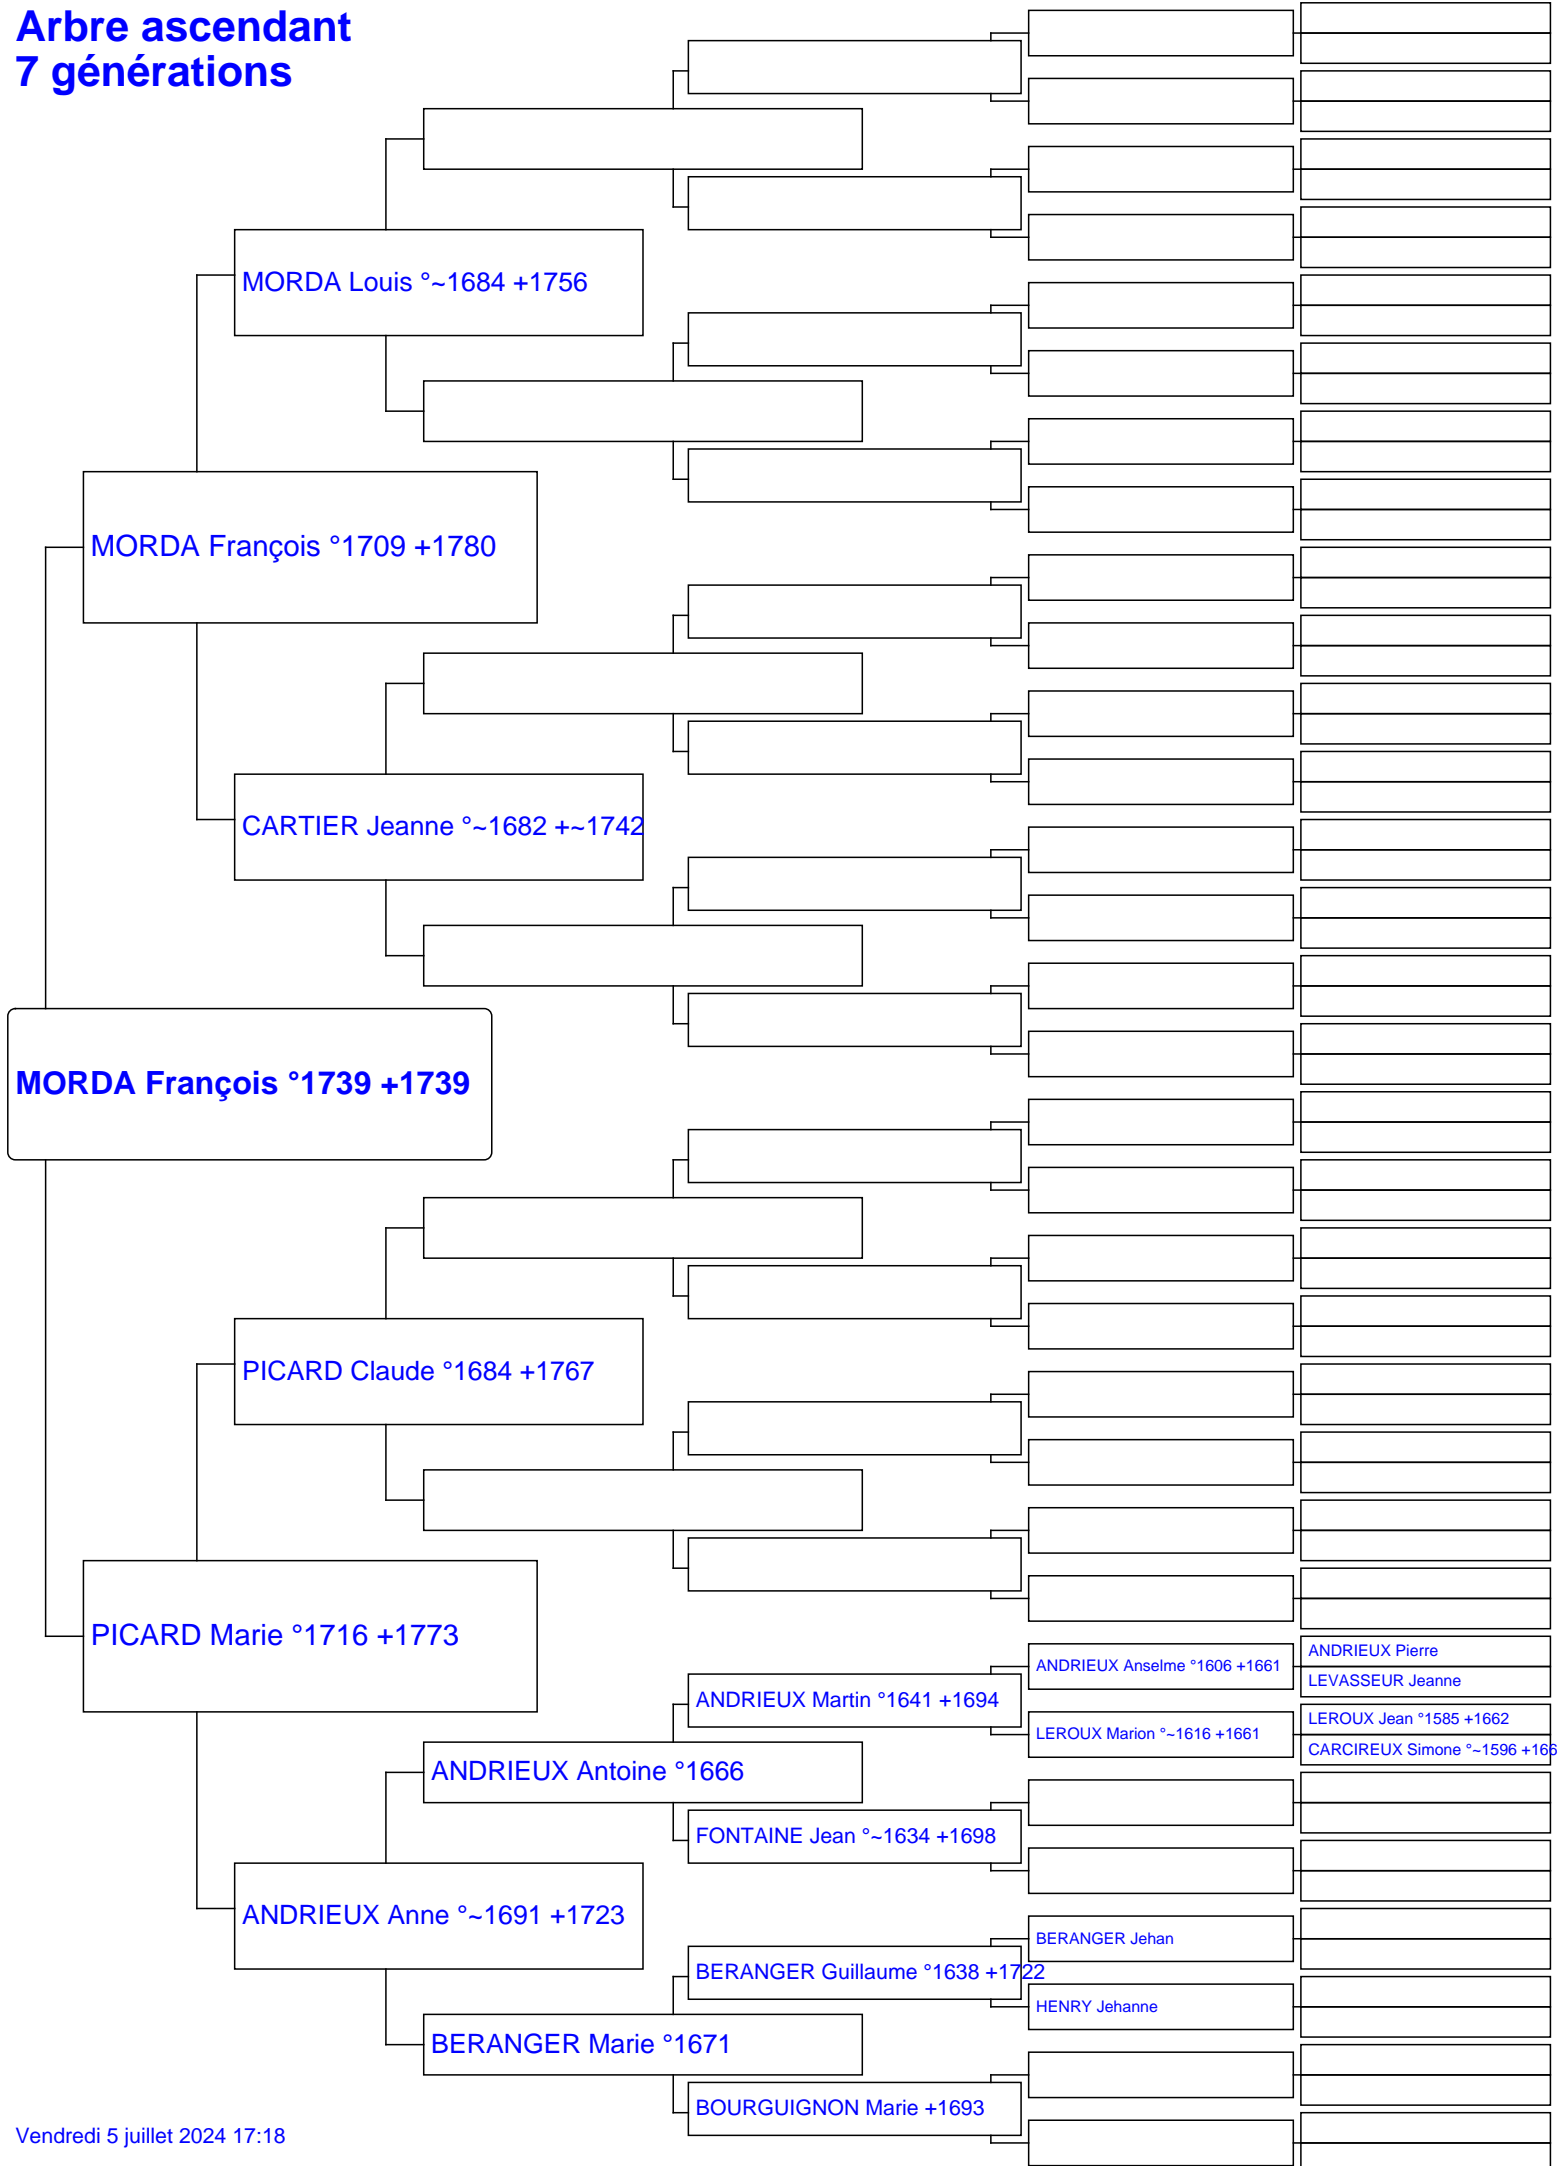 Arbre ascendant
7 générations
MORDA Louis °~1684 +1756
MORDA François °1709 +1780
CARTIER Jeanne °~1682 +~1742
MORDA François °1739 +1739
PICARD Claude °1684 +1767
PICARD Marie °1716 +1773
ANDRIEUX Pierre
ANDRIEUX Anselme °1606 +1661
LEVASSEUR Jeanne
ANDRIEUX Martin °1641 +1694
LEROUX Jean °1585 +1662
LEROUX Marion °~1616 +1661
CARCIREUX Simone °~1596 +166
ANDRIEUX Antoine °1666
FONTAINE Jean °~1634 +1698
ANDRIEUX Anne °~1691 +1723
BERANGER Jehan
BERANGER Guillaume °1638 +1722
HENRY Jehanne
BERANGER Marie °1671
BOURGUIGNON Marie +1693
Vendredi 5 juillet 2024 17:18